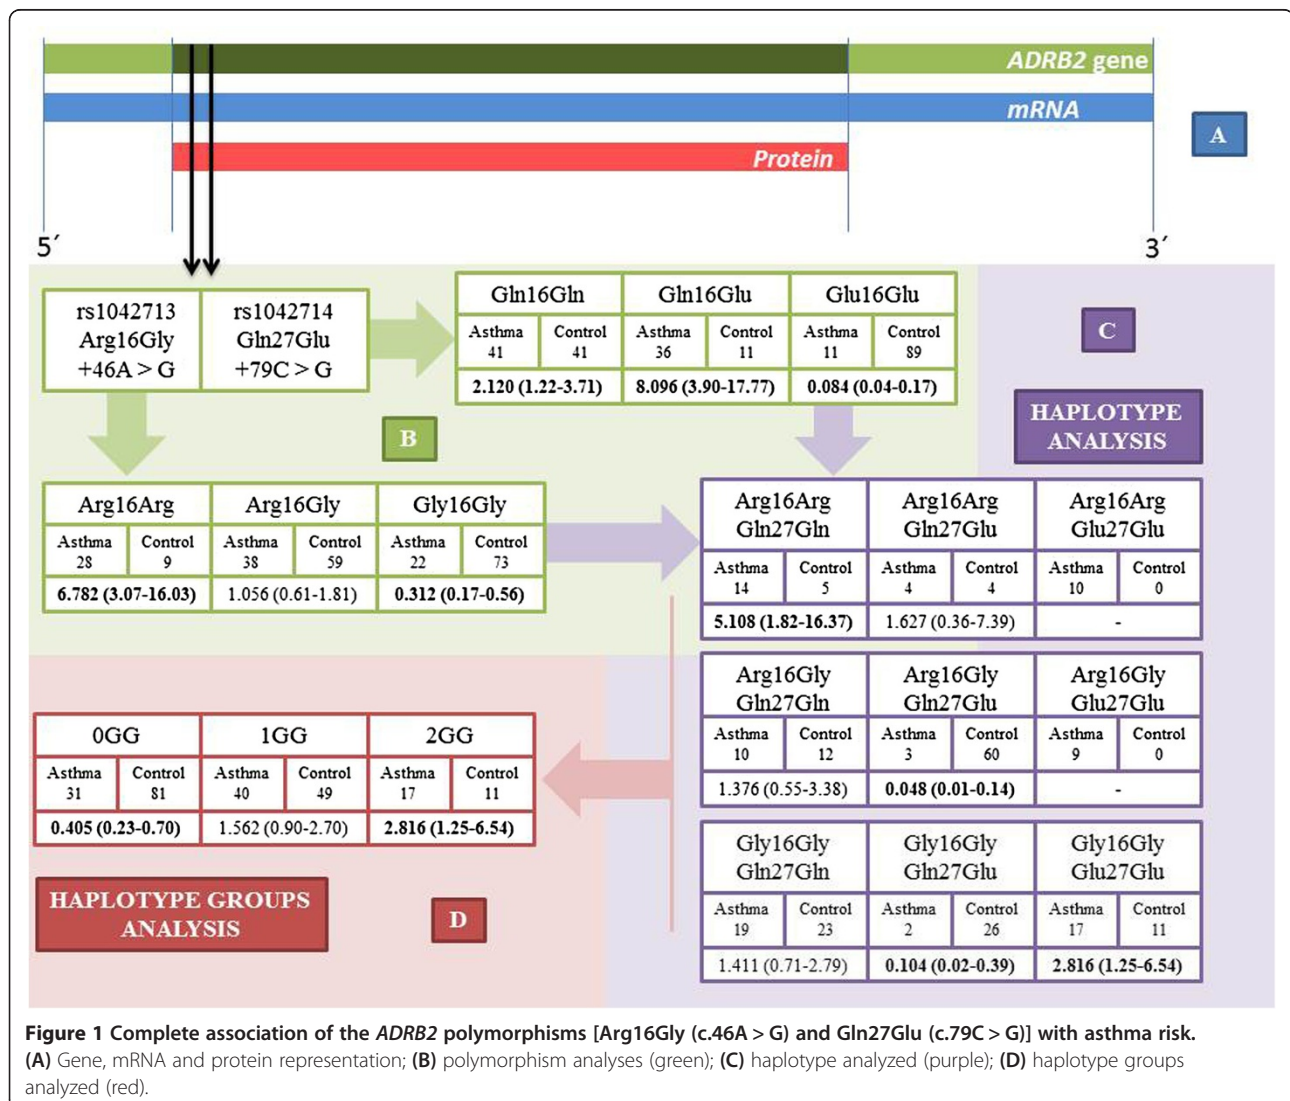 ADRB2 gene
mRNA
A
Protein
5´
3´
rs1042713
Arg16Gly
+46A > G
rs1042714
Gln27Glu
+79C > G
Gln16Gln
Gln16Glu
Glu16Glu
Asthma
41
Control
41
Asthma
36
Control
11
Asthma
11
Control
89
2.120 (1.22-3.71)
8.096 (3.90-17.77)
0.084 (0.04-0.17)
C
HAPLOTYPE
ANALYSIS
B
Arg16Arg
Arg16Gly
Gly16Gly
Asthma
28
Control
9
Asthma
38
Control
59
Asthma
22
Control
73
6.782 (3.07-16.03)
1.056 (0.61-1.81)
0.312 (0.17-0.56)
Arg16Arg
Gln27Gln
Arg16Arg
Gln27Glu
Arg16Arg
Glu27Glu
Asthma
14
Control
5
Asthma
4
Control
4
Asthma
10
Control
0
5.108 (1.82-16.37)
1.627 (0.36-7.39)
-
Arg16Gly
Gln27Gln
Arg16Gly
Gln27Glu
Arg16Gly
Glu27Glu
Asthma
10
Control
12
Asthma
3
Control
60
Asthma
9
Control
0
1.376 (0.55-3.38)
0.048 (0.01-0.14)
-
Gly16Gly
Gln27Gln
Gly16Gly
Gln27Glu
Gly16Gly
Glu27Glu
Asthma
19
Control
23
Asthma
2
Control
26
Asthma
17
Control
11
1.411 (0.71-2.79)
0.104 (0.02-0.39)
2.816 (1.25-6.54)
0GG
1GG
2GG
Asthma
31
Control
81
Asthma
40
Control
49
Asthma
17
Control
11
0.405 (0.23-0.70)
1.562 (0.90-2.70)
2.816 (1.25-6.54)
HAPLOTYPE GROUPS
ANALYSIS
D
Figure 1 Complete association of the ADRB2 polymorphisms [Arg16Gly (c.46A > G) and Gln27Glu (c.79C > G)] with asthma risk.
(A) Gene, mRNA and protein representation; (B) polymorphism analyses (green); (C) haplotype analyzed (purple); (D) haplotype groups
analyzed (red).